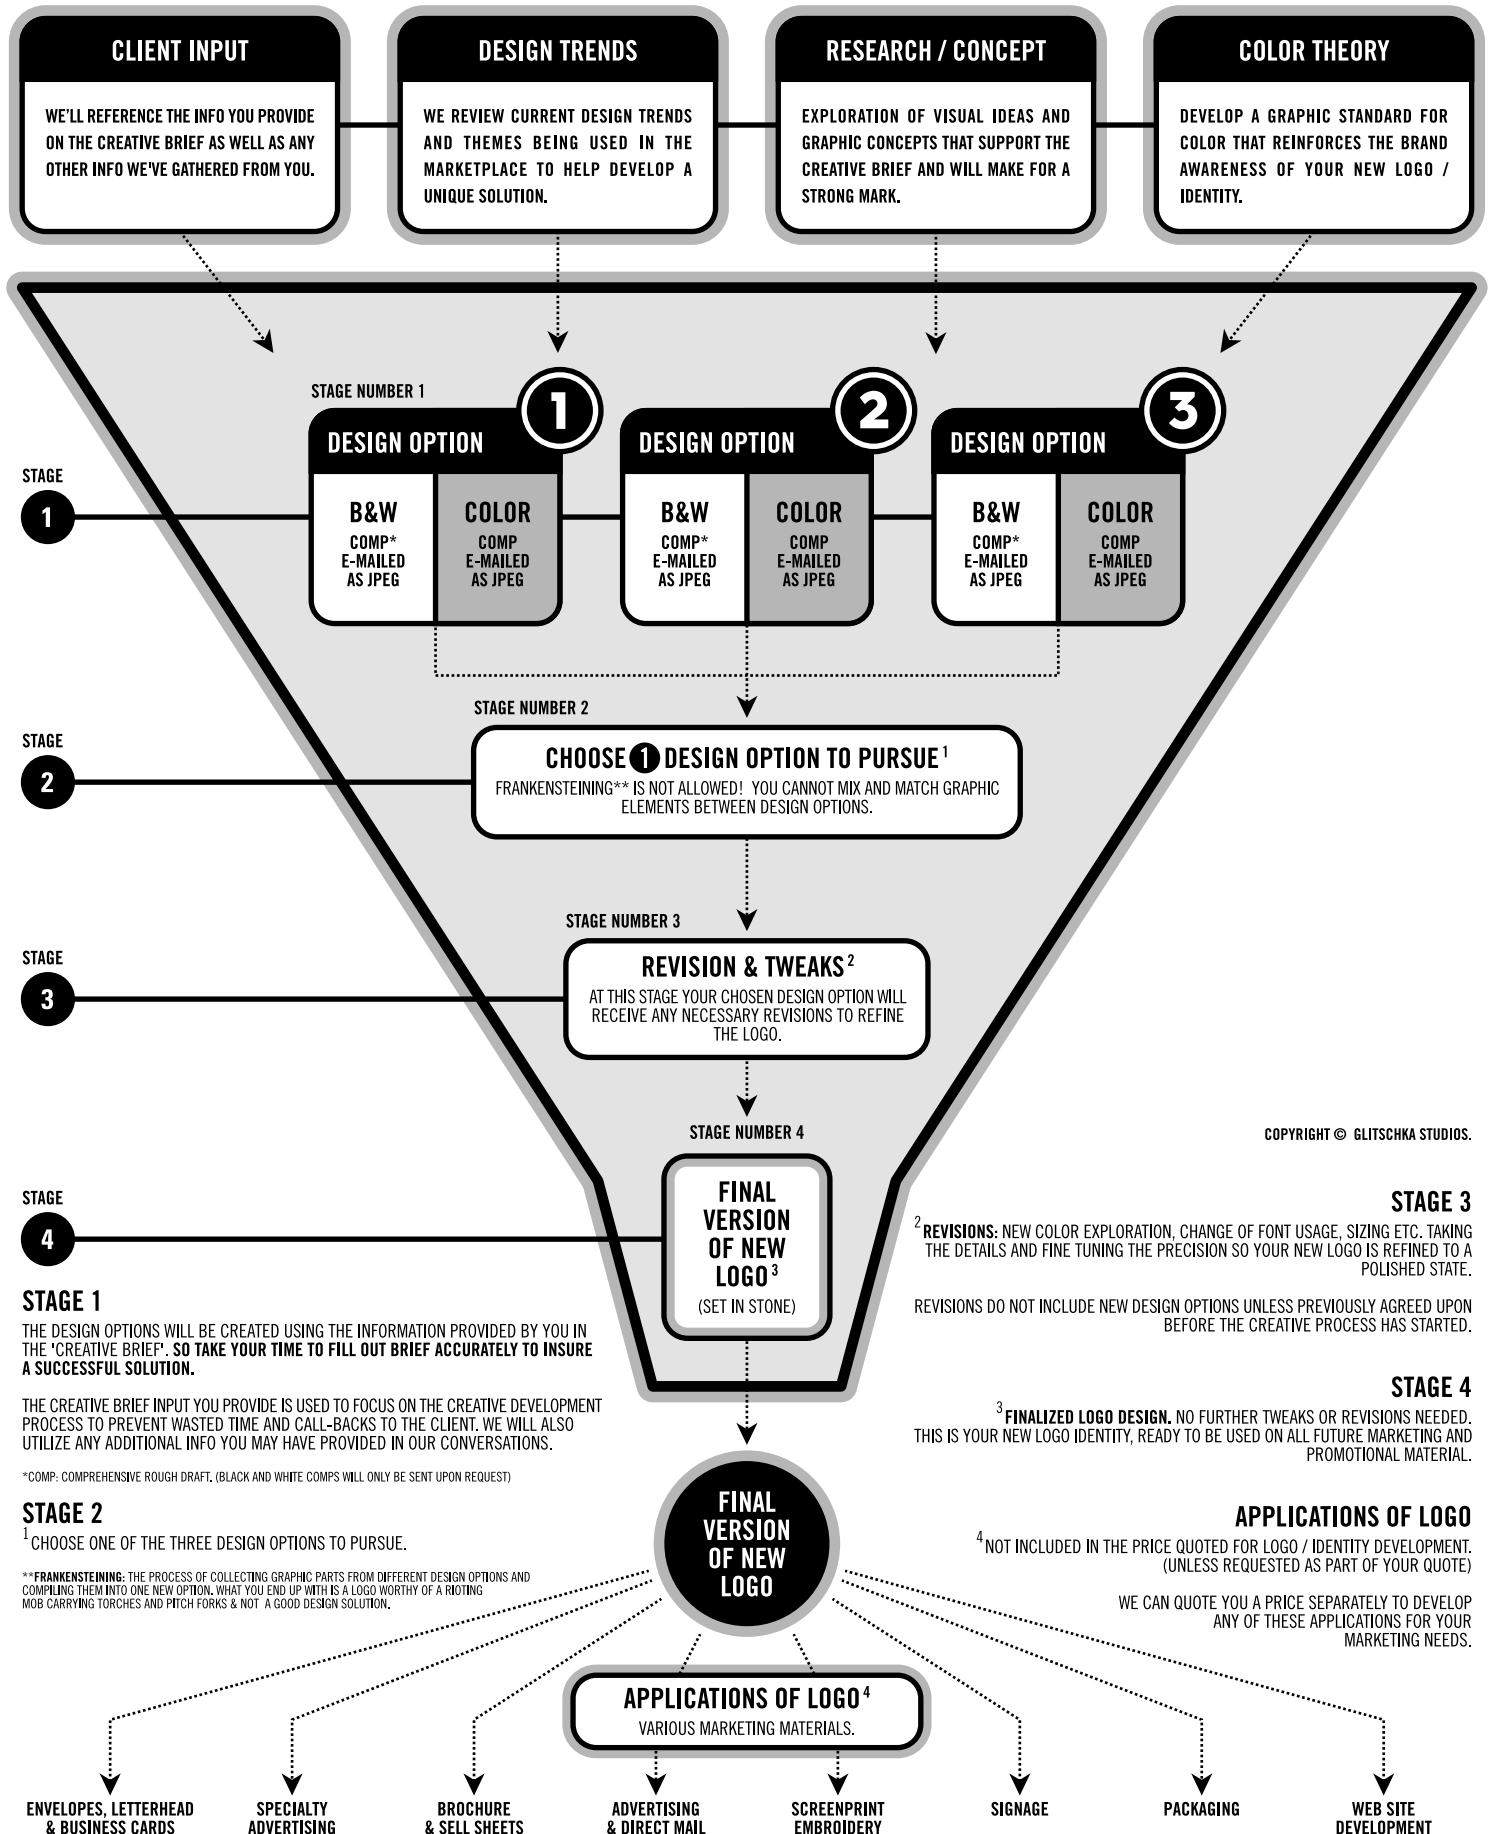 CLIENT INPUT
WE'LL REFERENCE THE INFO YOU PROVIDE
ON THE CREATIVE BRIEF AS WELL AS ANY
OTHER INFO WE'VE GATHERED FROM YOU.
DESIGN TRENDS
WE REVIEW CURRENT DESIGN TRENDS
AND THEMES BEING USED IN THE
MARKETPLACE TO HELP DEVELOP A
UNIQUE SOLUTION.
RESEARCH / CONCEPT
EXPLORATION OF VISUAL IDEAS AND
GRAPHIC CONCEPTS THAT SUPPORT THE
CREATIVE BRIEF AND WILL MAKE FOR A
STRONG MARK.
COLOR THEORY
DEVELOP A GRAPHIC STANDARD FOR
COLOR THAT REINFORCES THE BRAND
AWARENESS OF YOUR NEW LOGO /
IDENTITY.
STAGE
1
STAGE NUMBER 1
DESIGN OPTION
1
B&W
COMP*
E-MAILED
AS JPEG
COLOR
COMP
E-MAILED
AS JPEG
DESIGN OPTION
2
B&W
COMP*
E-MAILED
AS JPEG
COLOR
COMP
E-MAILED
AS JPEG
DESIGN OPTION
3
B&W
COMP*
E-MAILED
AS JPEG
COLOR
COMP
E-MAILED
AS JPEG
STAGE
2
STAGE NUMBER 2
CHOOSE 1 DESIGN OPTION TO PURSUE 1
FRANKENSTEINING** IS NOT ALLOWED! YOU CANNOT MIX AND MATCH GRAPHIC
ELEMENTS BETWEEN DESIGN OPTIONS.
STAGE
3
STAGE NUMBER 3
REVISION & TWEAKS 2
AT THIS STAGE YOUR CHOSEN DESIGN OPTION WILL
RECEIVE ANY NECESSARY REVISIONS TO REFINE
THE LOGO.
STAGE
4
STAGE NUMBER 4
FINAL
VERSION
OF NEW
LOGO 3
(SET IN STONE)
STAGE 1
THE DESIGN OPTIONS WILL BE CREATED USING THE INFORMATION PROVIDED BY YOU IN
THE 'CREATIVE BRIEF'. SO TAKE YOUR TIME TO FILL OUT BRIEF ACCURATELY TO INSURE
A SUCCESSFUL SOLUTION.
THE CREATIVE BRIEF INPUT YOU PROVIDE IS USED TO FOCUS ON THE CREATIVE DEVELOPMENT
PROCESS TO PREVENT WASTED TIME AND CALL-BACKS TO THE CLIENT. WE WILL ALSO
UTILIZE ANY ADDITIONAL INFO YOU MAY HAVE PROVIDED IN OUR CONVERSATIONS.
*COMP: COMPREHENSIVE ROUGH DRAFT. (BLACK AND WHITE COMPS WILL ONLY BE SENT UPON REQUEST)
STAGE 2
1 CHOOSE ONE OF THE THREE DESIGN OPTIONS TO PURSUE.
**FRANKENSTEINING: THE PROCESS OF COLLECTING GRAPHIC PARTS FROM DIFFERENT DESIGN OPTIONS AND
COMPILING THEM INTO ONE NEW OPTION. WHAT YOU END UP WITH IS A LOGO WORTHY OF A RIOTING
MOB CARRYING TORCHES AND PITCH FORKS & NOT A GOOD DESIGN SOLUTION.
COPYRIGHT © GLITSCHKA STUDIOS.
STAGE 3
2 REVISIONS: NEW COLOR EXPLORATION, CHANGE OF FONT USAGE, SIZING ETC. TAKING
THE DETAILS AND FINE TUNING THE PRECISION SO YOUR NEW LOGO IS REFINED TO A
POLISHED STATE.
REVISIONS DO NOT INCLUDE NEW DESIGN OPTIONS UNLESS PREVIOUSLY AGREED UPON
BEFORE THE CREATIVE PROCESS HAS STARTED.
STAGE 4
3 FINALIZED LOGO DESIGN. NO FURTHER TWEAKS OR REVISIONS NEEDED.
THIS IS YOUR NEW LOGO IDENTITY, READY TO BE USED ON ALL FUTURE MARKETING AND
PROMOTIONAL MATERIAL.
APPLICATIONS OF LOGO
4 NOT INCLUDED IN THE PRICE QUOTED FOR LOGO / IDENTITY DEVELOPMENT.
(UNLESS REQUESTED AS PART OF YOUR QUOTE)
WE CAN QUOTE YOU A PRICE SEPARATELY TO DEVELOP
ANY OF THESE APPLICATIONS FOR YOUR
MARKETING NEEDS.
FINAL
VERSION
OF NEW
LOGO
APPLICATIONS OF LOGO 4
VARIOUS MARKETING MATERIALS.
ENVELOPES, LETTERHEAD
& BUSINESS CARDS
SPECIALTY
ADVERTISING
BROCHURE
& SELL SHEETS
ADVERTISING
& DIRECT MAIL
SCREENPRINT
EMBROIDERY
SIGNAGE
PACKAGING
WEB SITE
DEVELOPMENT